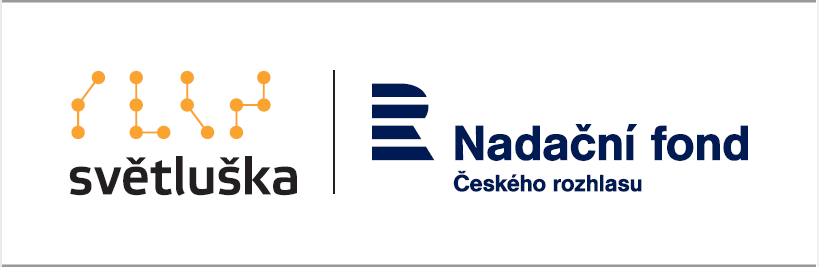 světluška
Nadační fond
Českého rozhlasu